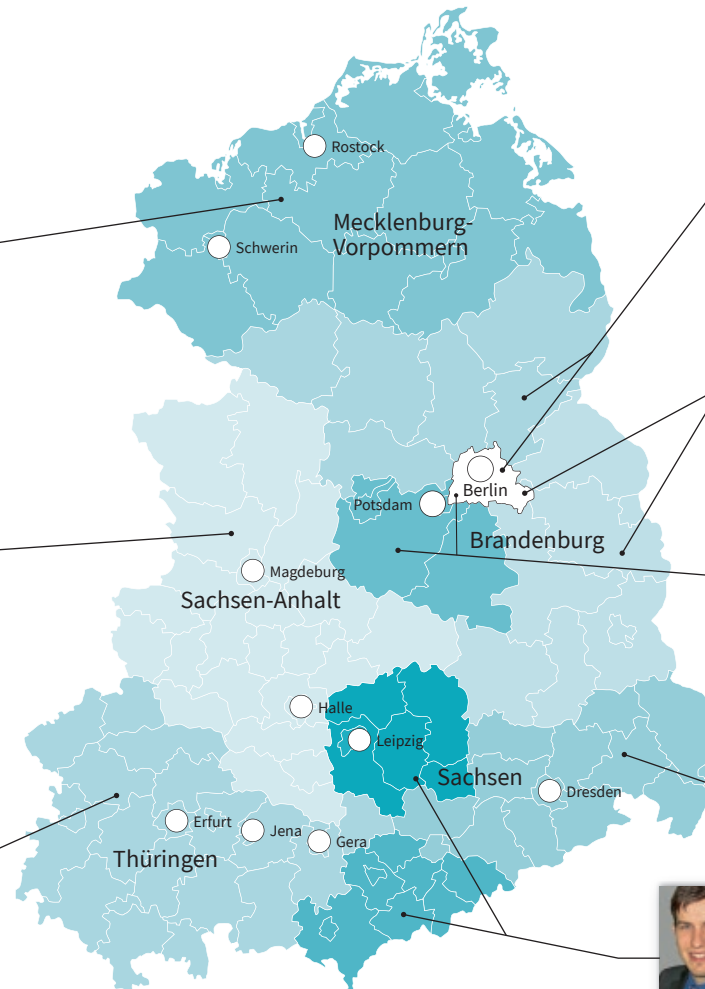 Rostock
Mecklenburg-
Vorpommern
Schwerin
Berlin
Potsdam
Brandenburg
Magdeburg
Sachsen-Anhalt
Halle
Leipzig
Sachsen
Dresden
Erfurt
Jena
Gera
Thüringen